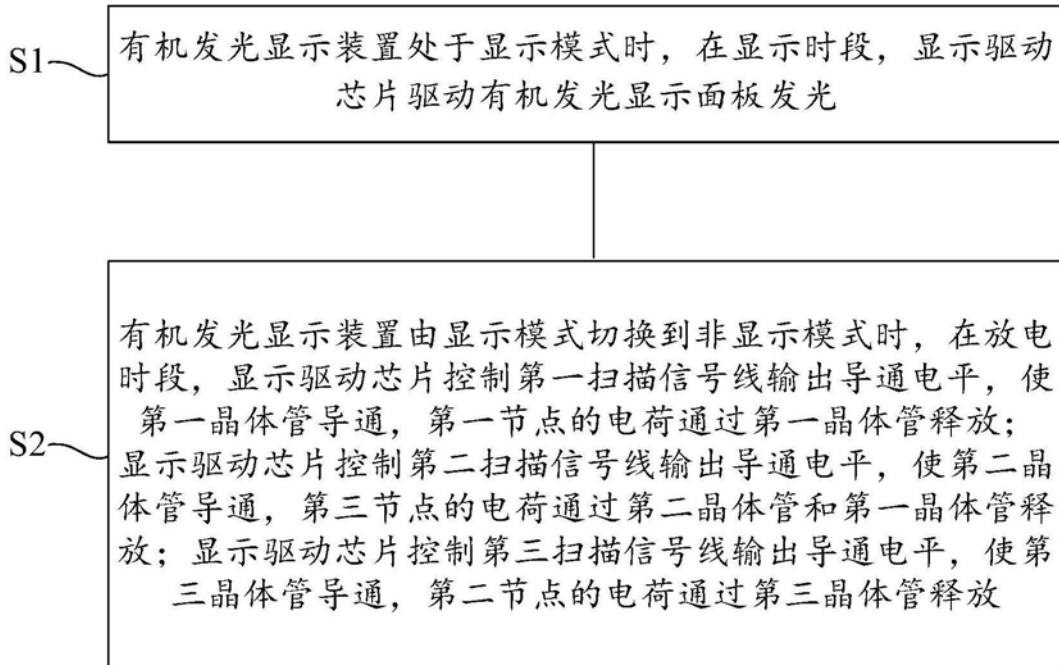 S1
有机发光显示装置处于显示模式时，在显示时段，显示驱动
芯片驱动有机发光显示面板发光
S2
有机发光显示装置由显示模式切换到非显示模式时，在放电
时段，显示驱动芯片控制第一扫描信号线输出导通电平，使
第一晶体管导通，第一节点的电荷通过第一晶体管释放；
显示驱动芯片控制第二扫描信号线输出导通电平，使第二晶
体管导通，第三节点的电荷通过第二晶体管和第一晶体管释
放；显示驱动芯片控制第三扫描信号线输出导通电平，使第
三晶体管导通，第二节点的电荷通过第三晶体管释放